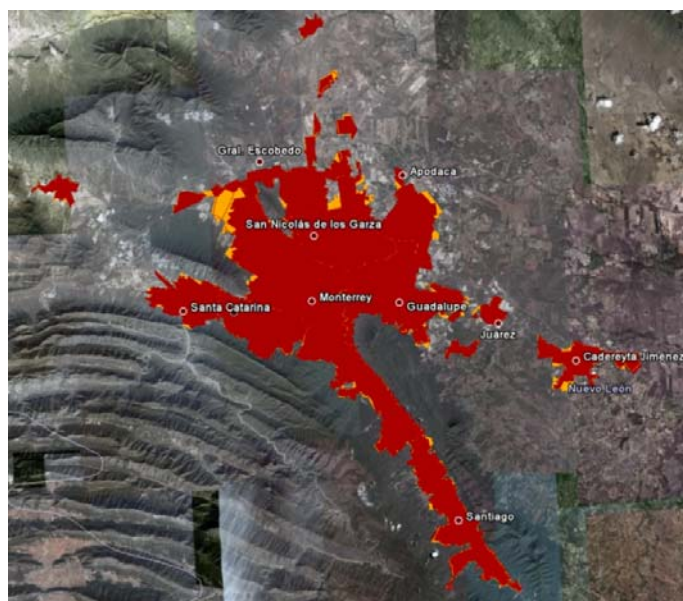 Gral. Escobedo
Apodaca
San Nicolás de los Garza
Monterrey
Guadalupe
Santa Catarina
Juárez
Cadereyta Jiménez
Nuevo León
Santiago